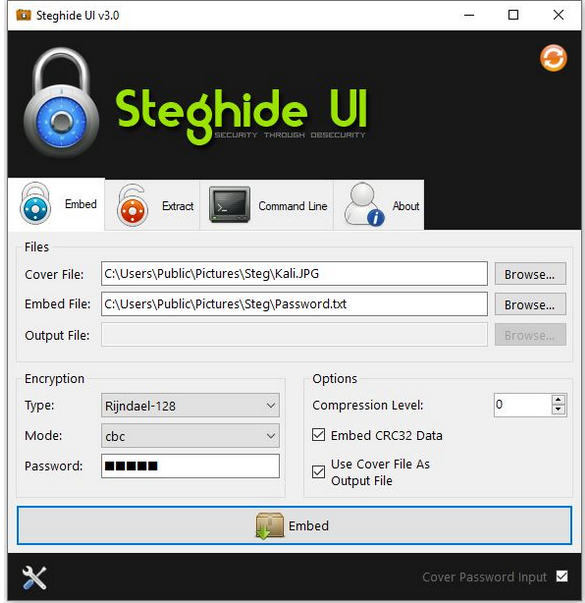 Steghide UI v3.0
Steghide UI
SECURITY THROUGH OBSECURITY
Embed
Extract
Command Line
About
Files
Cover File: C:\Users\Public\Pictures\Steg\Kali.JPG Browse...
Embed File: C:\Users\Public\Pictures\Steg\Password.txt Browse...
Output File: Browse...
Encryption
Type: Rijndael-128
Mode: cbc
Password: ■■■■■
Options
Compression Level: 0
Embed CRC32 Data
Use Cover File As
Output File
Embed
Cover Password Input